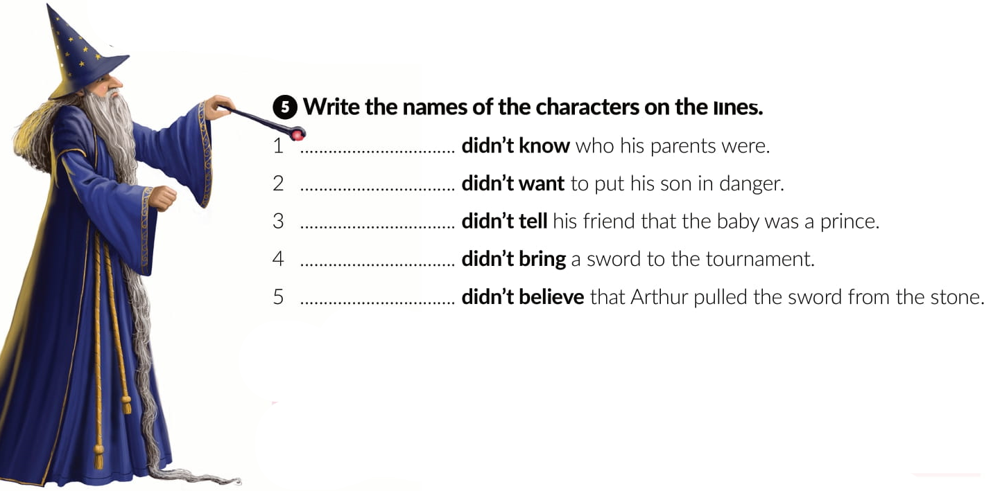 5 Write the names of the characters on the lines.
1 ................................. didn't know who his parents were.
2 ................................. didn't want to put his son in danger.
3 ................................. didn't tell his friend that the baby was a prince.
4 ................................. didn't bring a sword to the tournament.
5 ................................. didn't believe that Arthur pulled the sword from the stone.